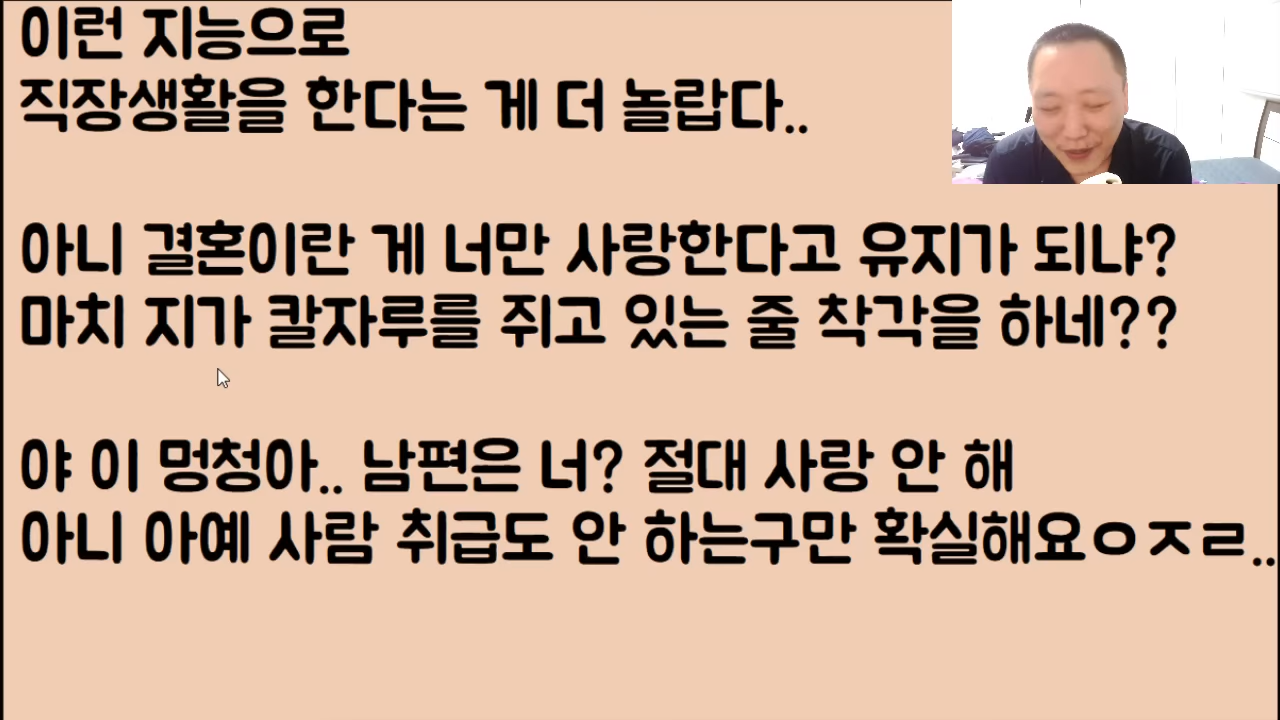 이런 지능으로
직장생활을 한다는 게 더 놀랍다..
아니 결혼이란 게 너만 사랑한다고 유지가 되냐?
마치 지가 칼자루를 쥐고 있는 줄 착각을 하네??
야 이 멍청아.. 남편은 너? 절대 사랑 안 해
아니 아예 사람 취급도 안 하는구만 확실해요ㅇㅈㄹ..